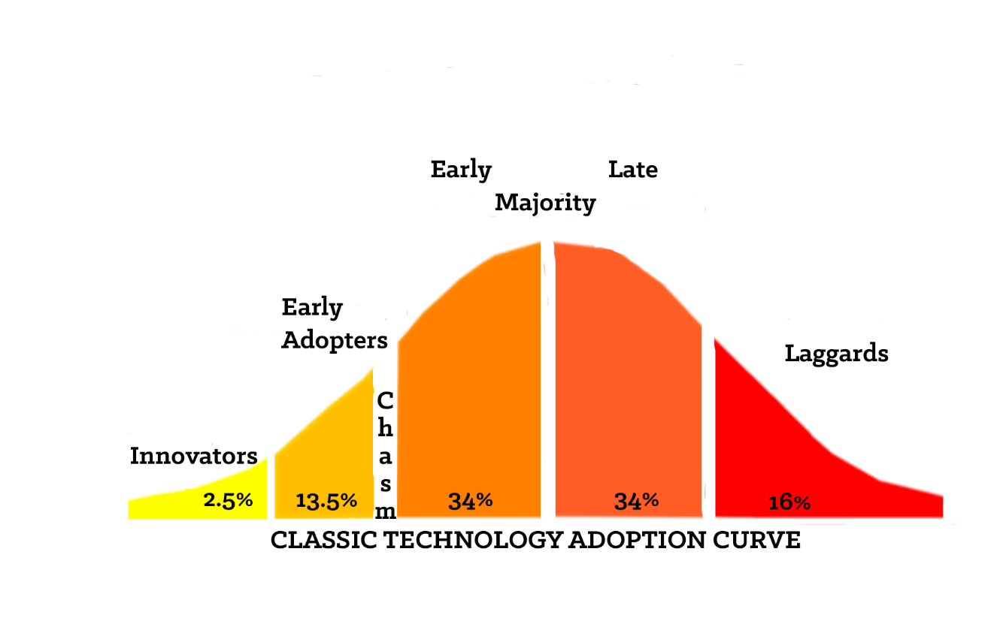 Early Late
Majority
Early
Adopters
Laggards
C
h
a
s
m
Innovators
2.5%
13.5%
34%
34%
16%
CLASSIC TECHNOLOGY ADOPTION CURVE